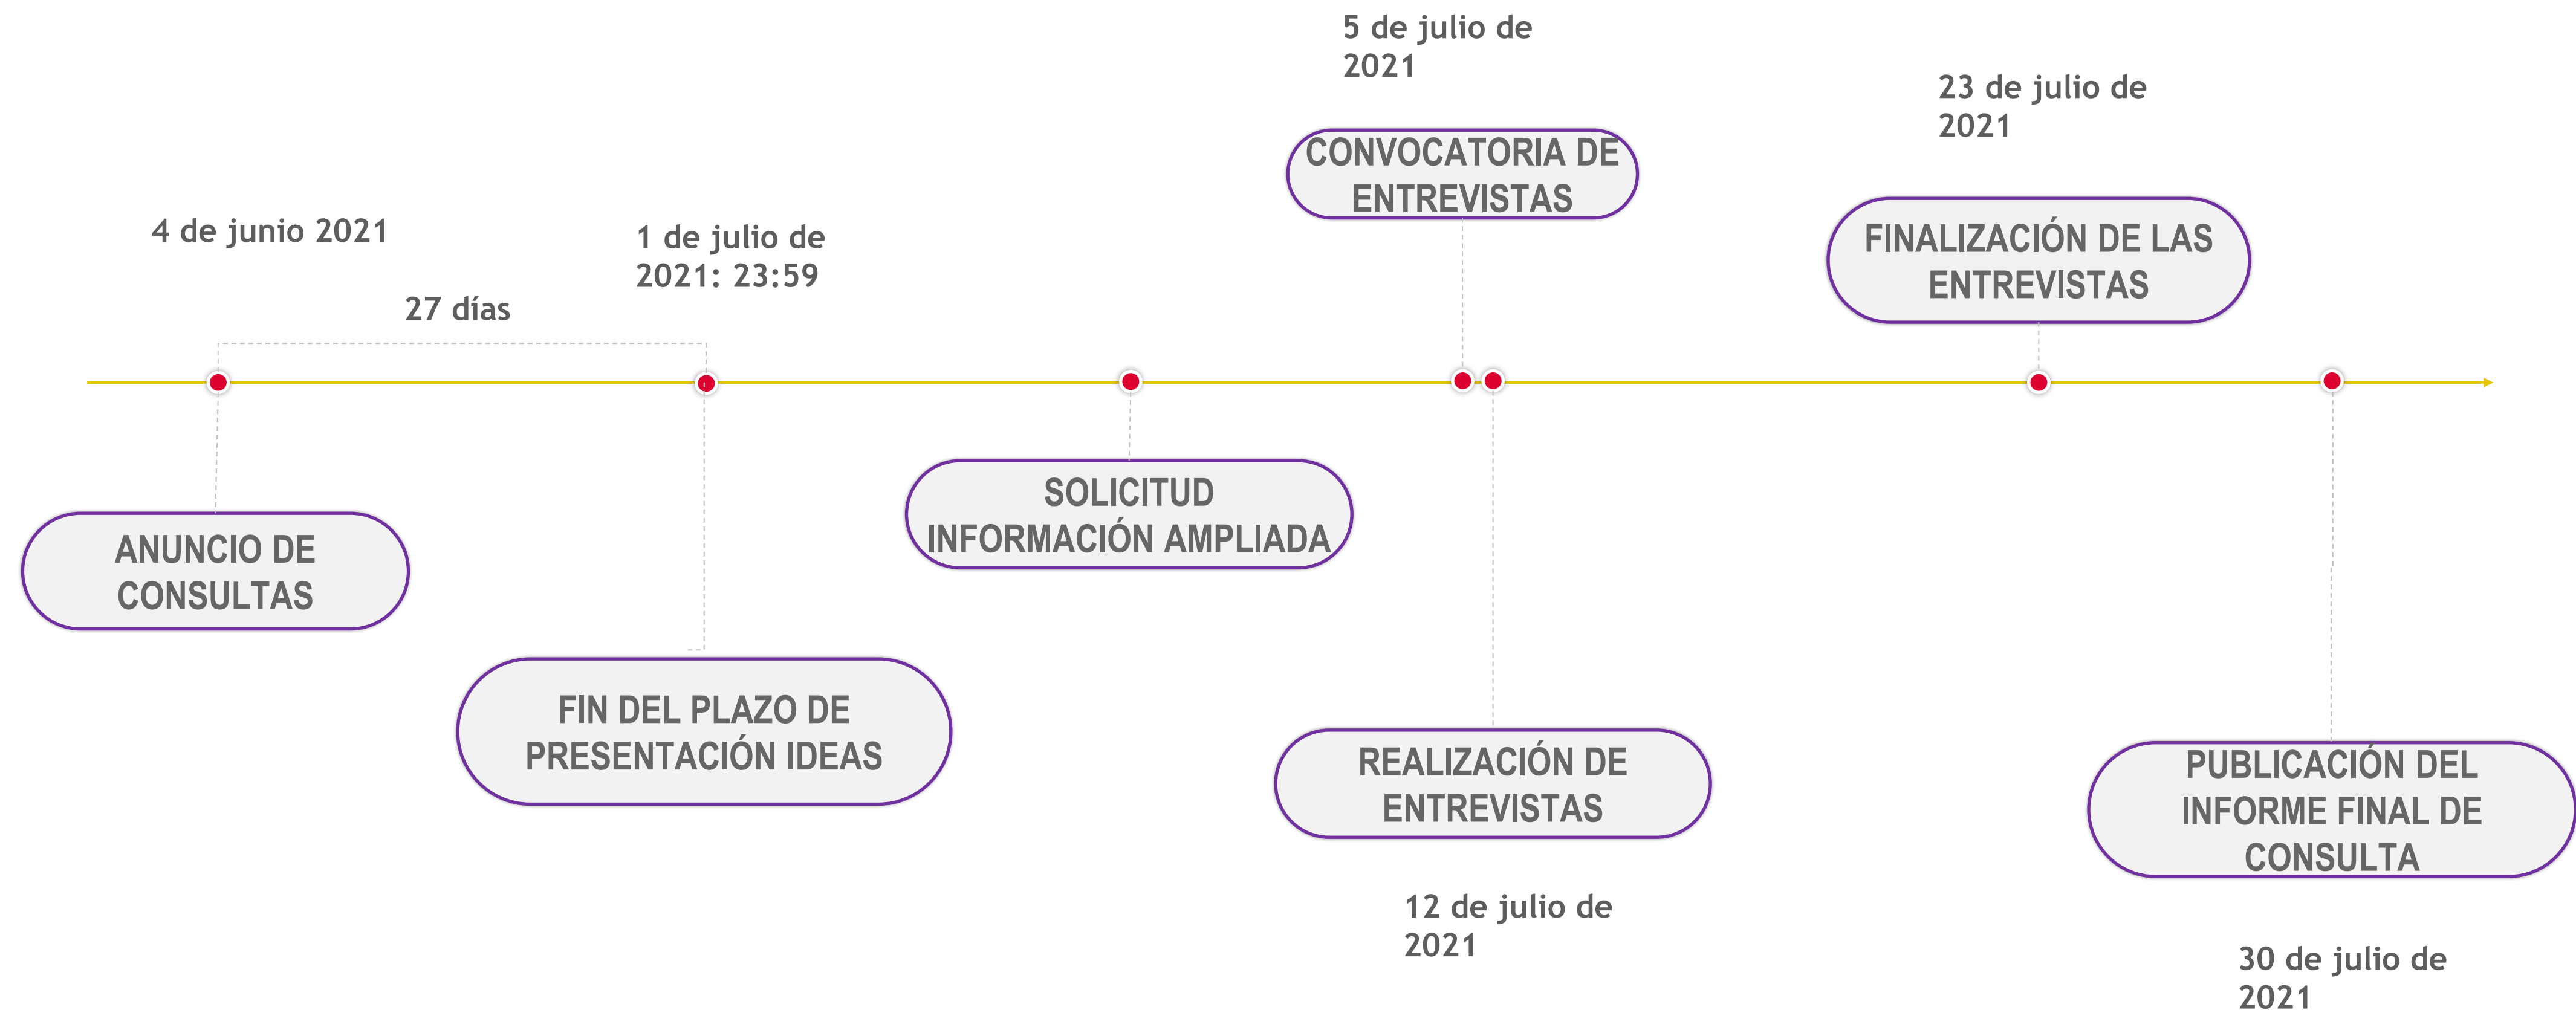 4 de junio 2021
27 días
1 de julio de
2021: 23:59
5 de julio de
2021
CONVOCATORIA DE
ENTREVISTAS
23 de julio de
2021
FINALIZACIÓN DE LAS
ENTREVISTAS
ANUNCIO DE
CONSULTAS
FIN DEL PLAZO DE
PRESENTACIÓN IDEAS
SOLICITUD
INFORMACIÓN AMPLIADA
REALIZACIÓN DE
ENTREVISTAS
12 de julio de
2021
PUBLICACIÓN DEL
INFORME FINAL DE
CONSULTA
30 de julio de
2021